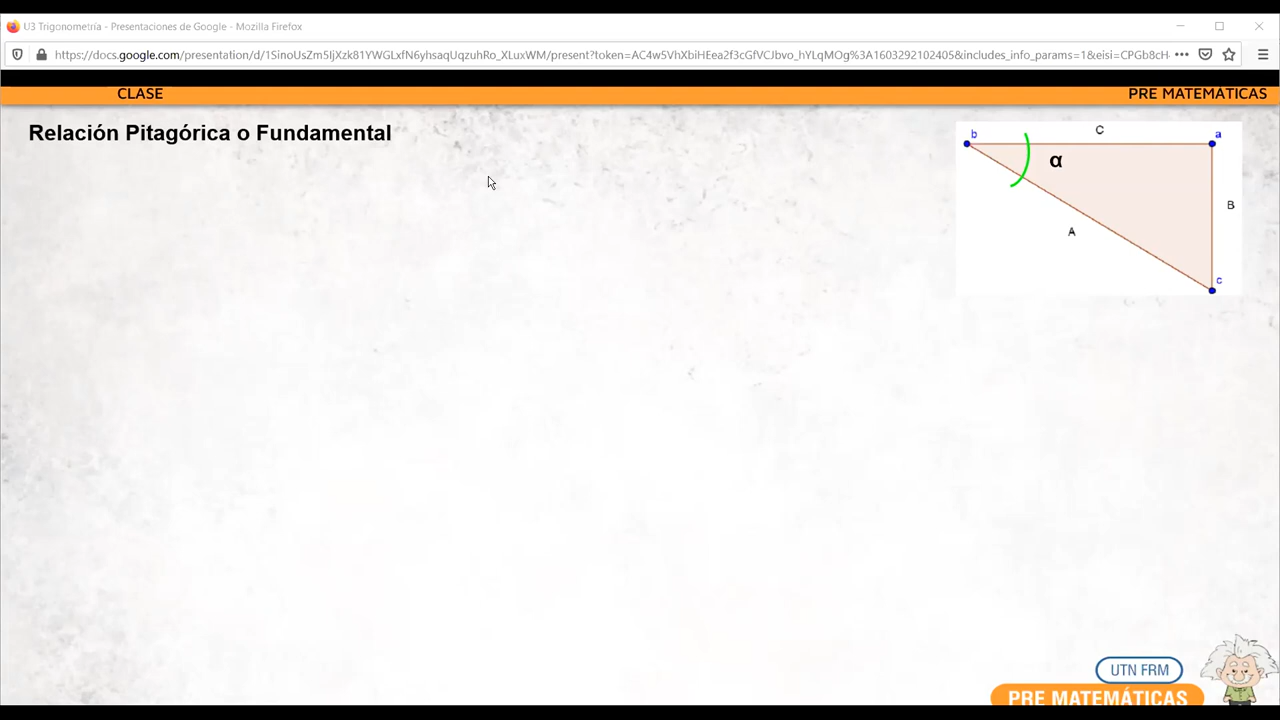 U3 Trigonometría - Presentaciones de Google - Mozilla Firefox
https://docs.google.com/presentation/d/1SinoUsZm5IjXzk81YWGLxfN6yhsaqUqzuhRo_XLuxWM/present?token=AC4w5VhXbiHEea2f3cGfVCJbvo_hYLqMOg%3A1603292102405&includes_info_params=1&eisi=CPGb8cH
CLASE
PRE MATEMATICAS
Relación Pitagórica o Fundamental
b
C
a
α
B
A
c
UTN FRM
PRE MATEMÁTICAS